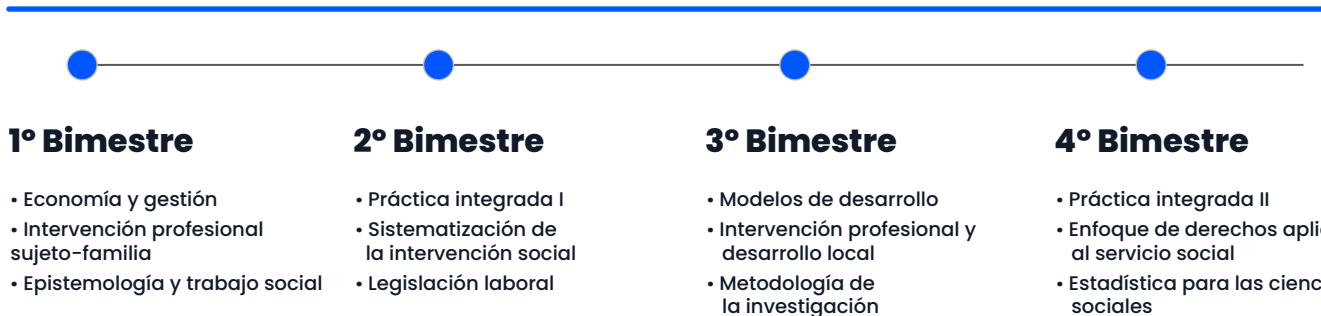 1º Bimestre
• Economía y gestión
• Intervención profesional
sujeto-familia
• Epistemología y trabajo social
2º Bimestre
• Práctica integrada I
• Sistematización de
la intervención social
• Legislación laboral
3º Bimestre
• Modelos de desarrollo
• Intervención profesional y
desarrollo local
• Metodología de
la investigación
4º Bimestre
• Práctica integrada II
• Enfoque de derechos
al servicio social
• Estadística para las
sociales